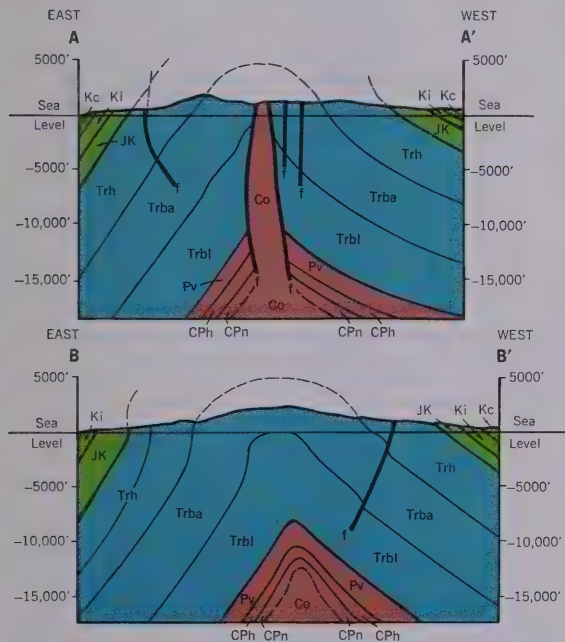 EAST WEST
A A'
5000' 5000'
Kc Ki Ki Kc
Sea Sea
Level JK JK Level
Trh
-5000' f f f -5000'
Trh Trba Co Trba
-10,000' -10,000'
Trbl Trbl
-15,000' Pv f f Pv -15,000'
Co
CPh CPn CPn CPh
EAST WEST
B B'
5000' 5000'
Ki JK Ki Kc
Sea Sea
Level JK Level
Trh
-5000' Trh -5000'
Trba Trba
-10,000' Trbl f Trbl -10,000'
-15,000' Pv Co Pv -15,000'
CPh CPn CPn CPh